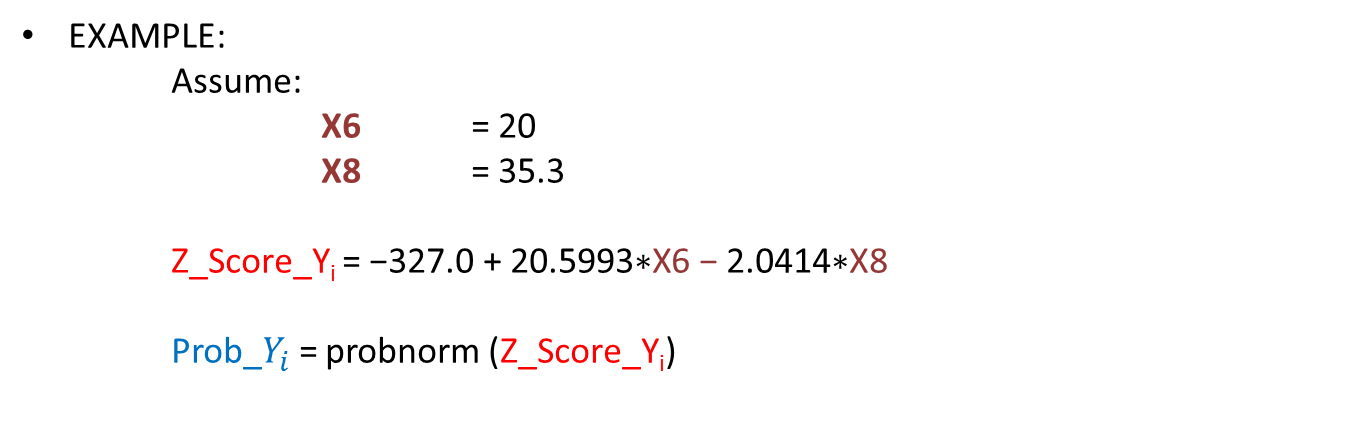 • EXAMPLE:
Assume:
X6 = 20
X8 = 35.3
Z_Score_Yᵢ = −327.0 + 20.5993*X6 − 2.0414*X8
Prob_Yᵢ = probnorm (Z_Score_Yᵢ)